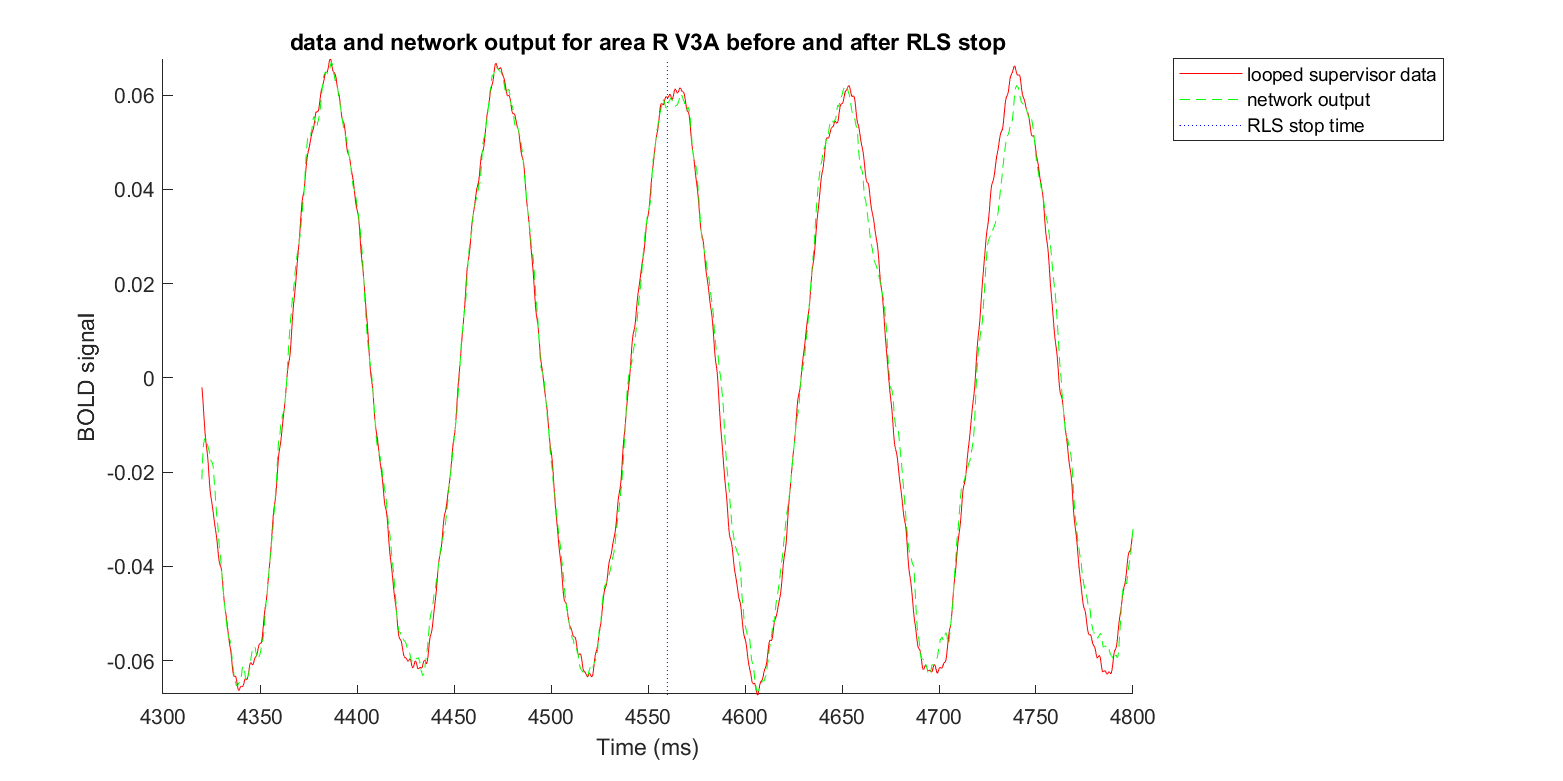 data and network output for area R V3A before and after RLS stop
looped supervisor data
network output
RLS stop time
0.06
0.04
0.02
0
-0.02
-0.04
-0.06
BOLD signal
4300 4350 4400 4450 4500 4550 4600 4650 4700 4750 4800
Time (ms)